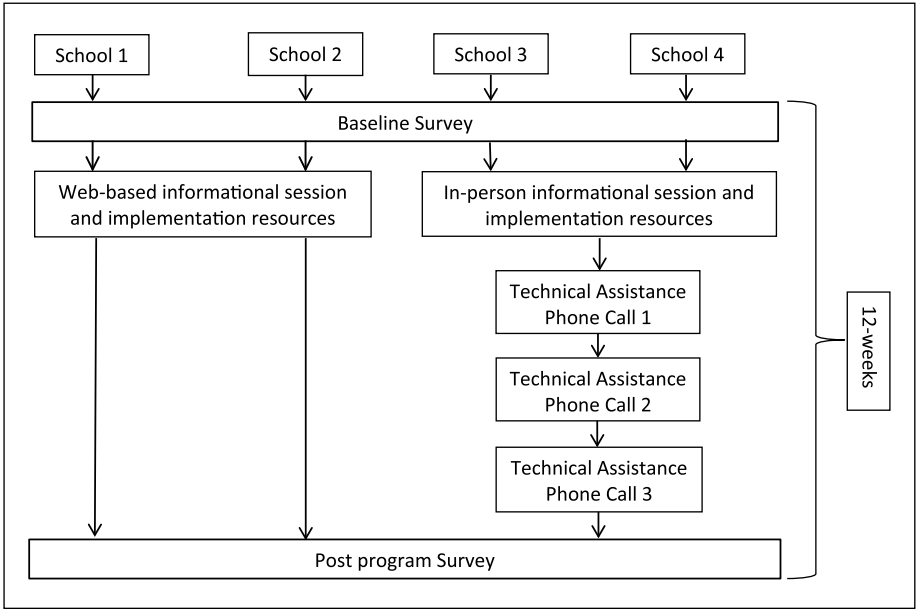 School 1
School 2
School 3
School 4
Baseline Survey
Web-based informational session
and implementation resources
In-person informational session and
implementation resources
Technical Assistance
Phone Call 1
Technical Assistance
Phone Call 2
Technical Assistance
Phone Call 3
12-weeks
Post program Survey